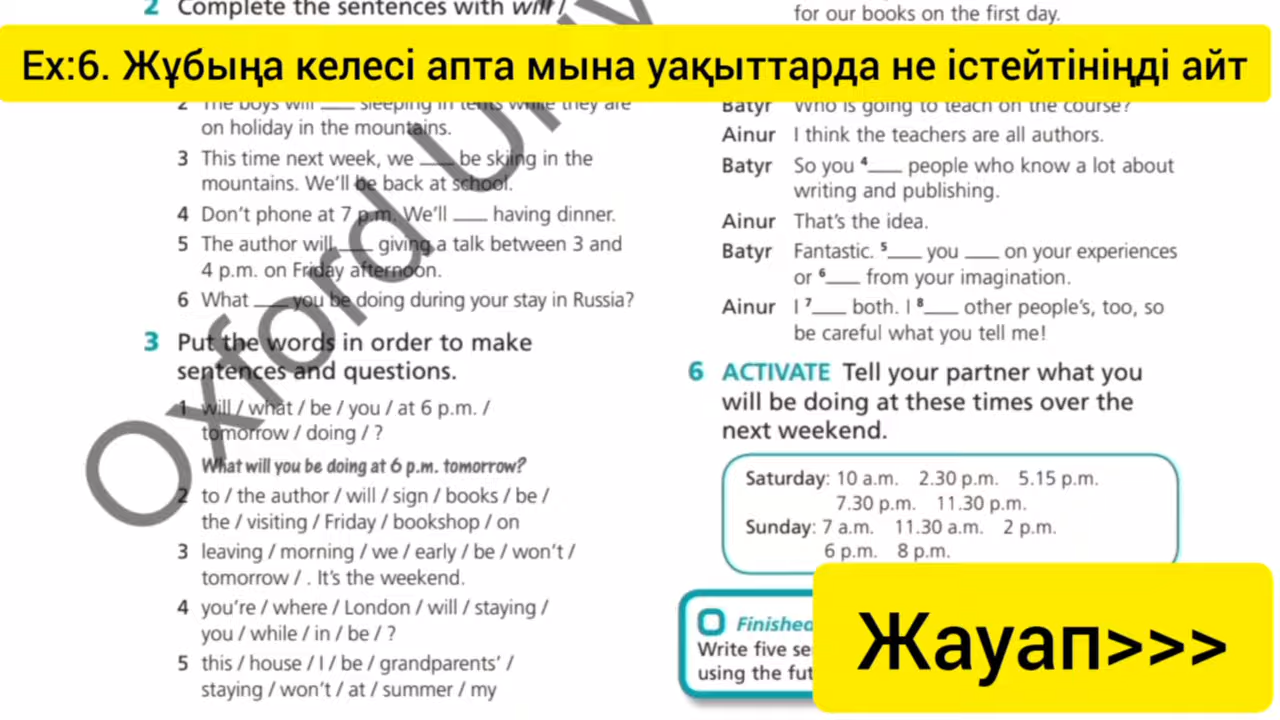 2 Complete the sentences with will /
for our books on the first day.
Ex:6. Жұбыңа келесі апта мына уақыттарда не істейтініңді айт
2 The boys will ___ sleeping in tents while they are
on holiday in the mountains.
3 This time next week, we ___ be skiing in the
mountains. We'll be back at school.
4 Don't phone at 7 p.m. We'll ___ having dinner.
5 The author will ___ giving a talk between 3 and
4 p.m. on Friday afternoon.
6 What ___ you be doing during your stay in Russia?
3 Put the words in order to make
sentences and questions.
1 will / what / be / you / at 6 p.m. /
tomorrow / doing / ?
What will you be doing at 6 p.m. tomorrow?
2 to / the author / will / sign / books / be /
the / visiting / Friday / bookshop / on
3 leaving / morning / we / early / be / won't /
tomorrow / . It's the weekend.
4 you're / where / London / will / staying /
you / while / in / be / ?
5 this / house / I / be / grandparents' /
staying / won't / at / summer / my
Batyr Who is going to teach on the course?
Ainur I think the teachers are all authors.
Batyr So you 4___ people who know a lot about
writing and publishing.
Ainur That's the idea.
Batyr Fantastic. 5___ you ___ on your experiences
or 6___ from your imagination.
Ainur I 7___ both. I 8___ other people's, too, so
be careful what you tell me!
6 ACTIVATE Tell your partner what you
will be doing at these times over the
next weekend.
Saturday: 10 a.m. 2.30 p.m. 5.15 p.m.
7.30 p.m. 11.30 p.m.
Sunday: 7 a.m. 11.30 a.m. 2 p.m.
6 p.m. 8 p.m.
Finished
Write five se
using the fut
Жауап>>>
Oxford Uni